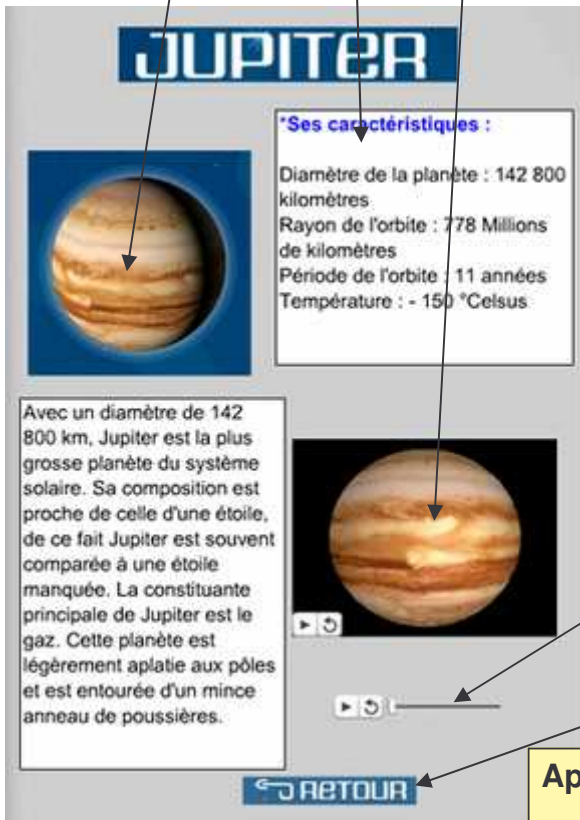 JUPITER
*Ses caractéristiques :
Diamètre de la planète : 142 800
kilomètres
Rayon de l'orbite : 778 Millions
de kilomètres
Période de l'orbite : 11 années
Température : - 150 °Celsus
Avec un diamètre de 142
800 km, Jupiter est la plus
grosse planète du système
solaire. Sa composition est
proche de celle d'une étoile,
de ce fait Jupiter est souvent
comparée à une étoile
manquée. La constituante
principale de Jupiter est le
gaz. Cette planète est
légèrement aplatie aux pôles
et est entourée d'un mince
anneau de poussières.
RETOUR
Ap